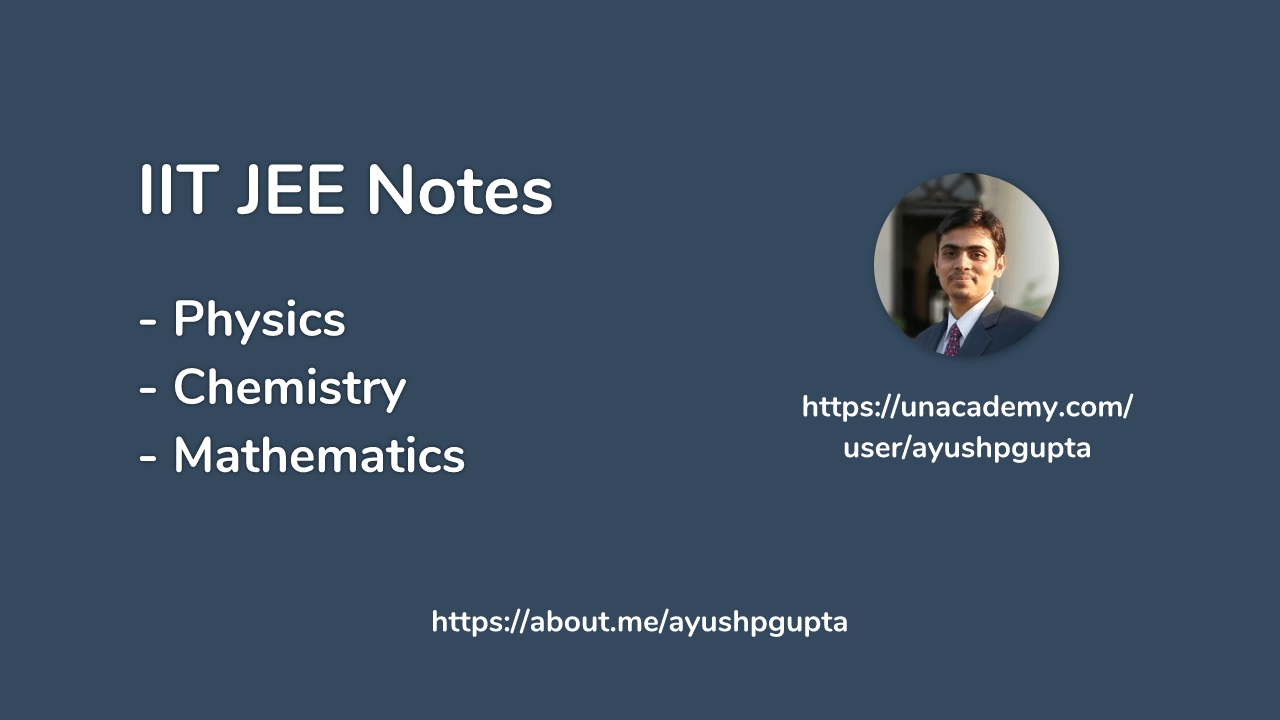 IIT JEE Notes
- Physics
- Chemistry
- Mathematics
https://unacademy.com/
user/ayushpgupta
https://about.me/ayushpgupta